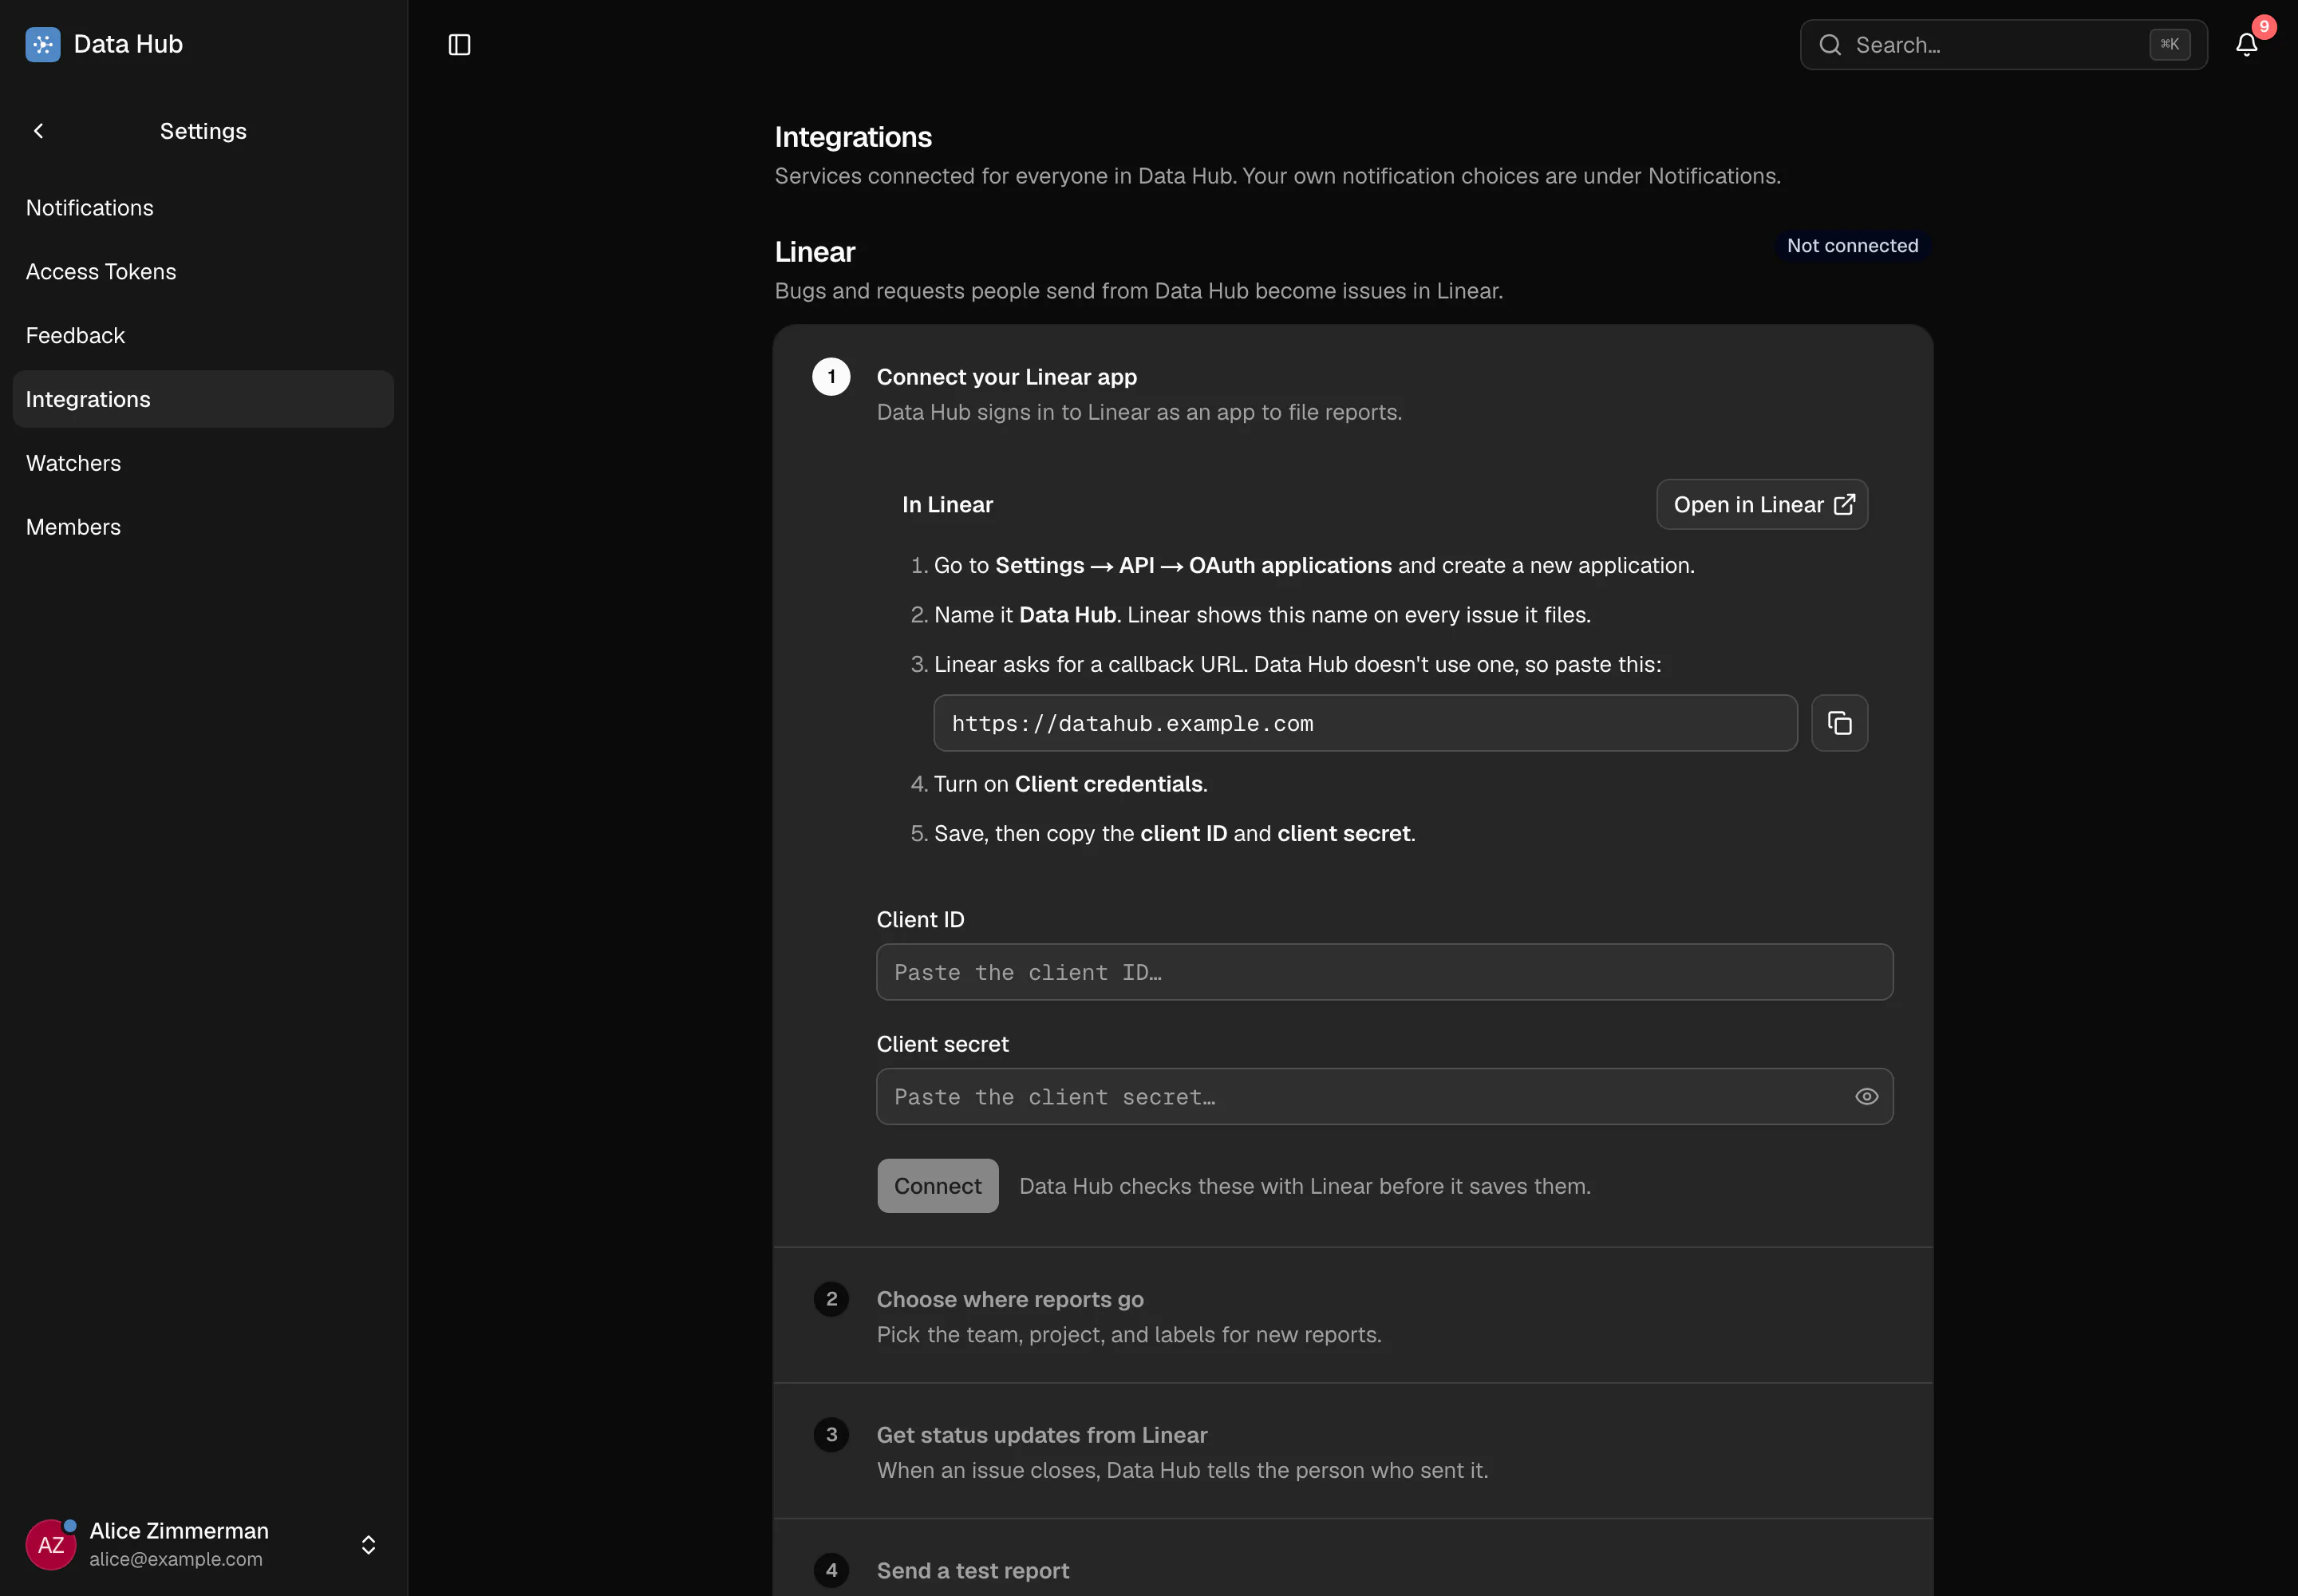 Data Hub
Search...
⌘K
9
Settings
Notifications
Access Tokens
Feedback
Integrations
Watchers
Members
Integrations
Services connected for everyone in Data Hub. Your own notification choices are under Notifications.
Linear
Not connected
Bugs and requests people send from Data Hub become issues in Linear.
1
Connect your Linear app
Data Hub signs in to Linear as an app to file reports.
In Linear
Open in Linear
1. Go to Settings → API → OAuth applications and create a new application.
2. Name it Data Hub. Linear shows this name on every issue it files.
3. Linear asks for a callback URL. Data Hub doesn't use one, so paste this:
https://datahub.example.com
4. Turn on Client credentials.
5. Save, then copy the client ID and client secret.
Client ID
Paste the client ID…
Client secret
Paste the client secret…
Connect
Data Hub checks these with Linear before it saves them.
2
Choose where reports go
Pick the team, project, and labels for new reports.
3
Get status updates from Linear
When an issue closes, Data Hub tells the person who sent it.
4
Send a test report
AZ
Alice Zimmerman
alice@example.com